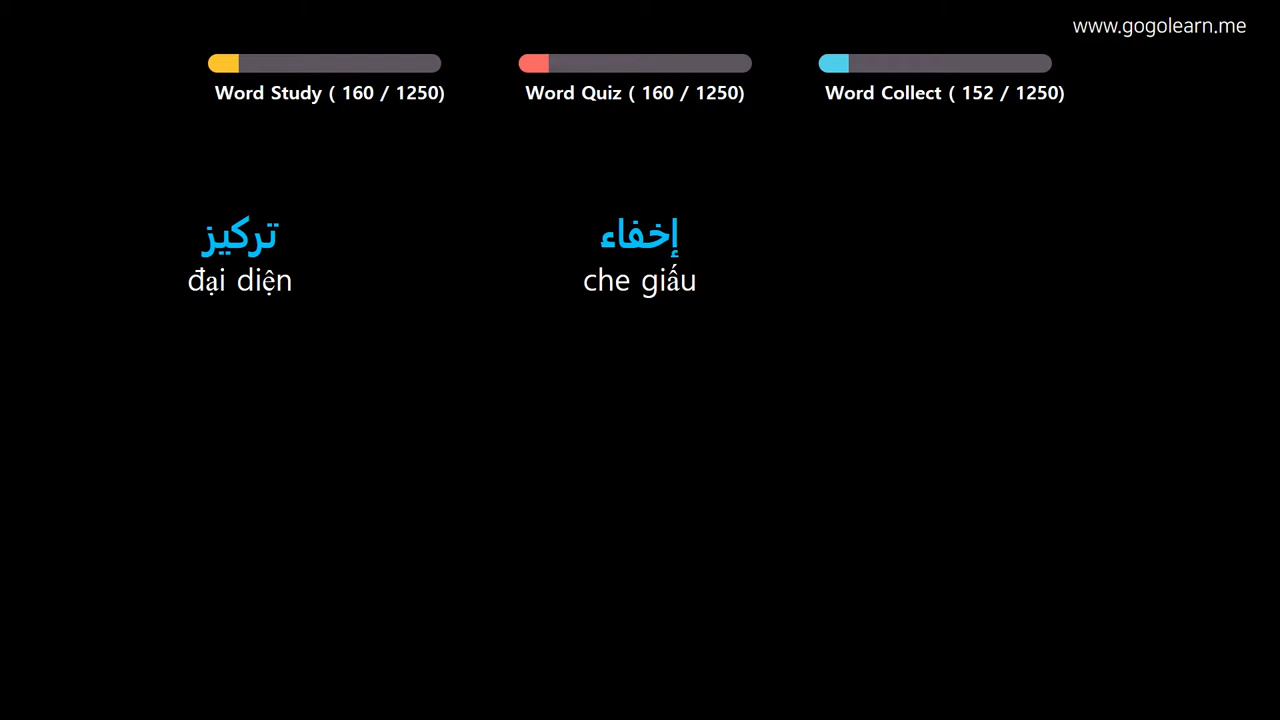 www.gogolearn.me
Word Study ( 160 / 1250)
Word Quiz ( 160 / 1250)
Word Collect ( 152 / 1250)
تركيز
đại diện
إخفاء
che giấu